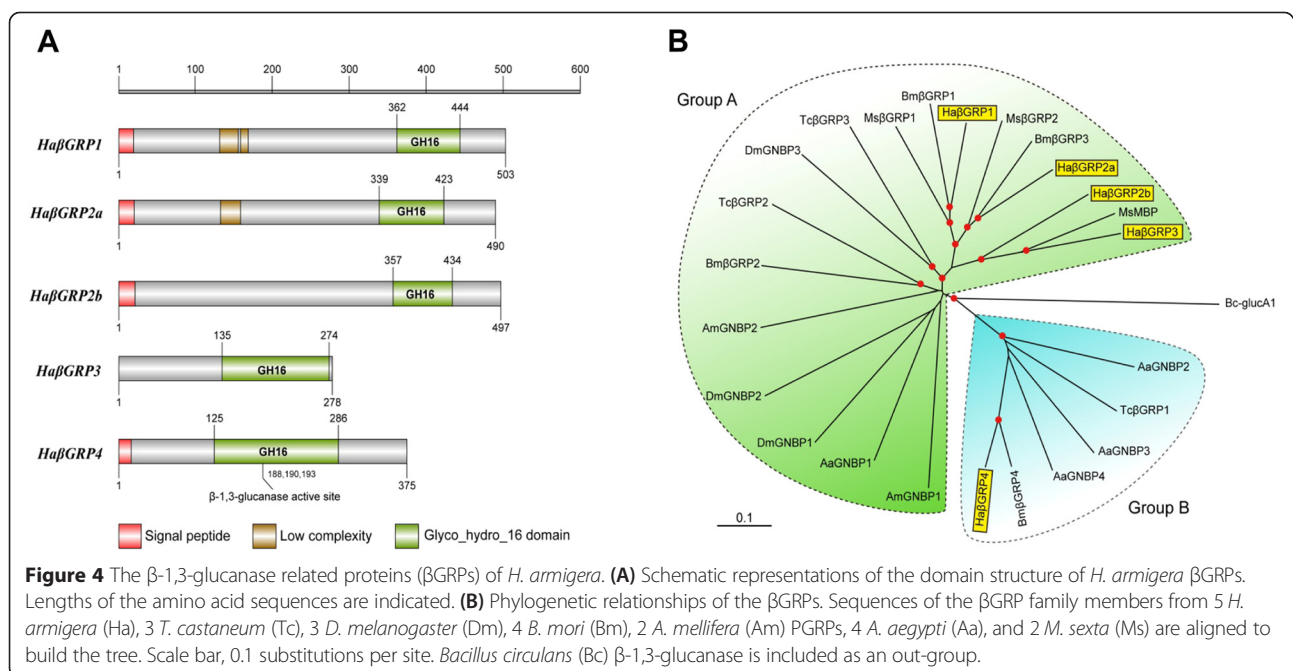 A
1 100 200 300 400 500 600
HaβGRP1
362 444
GH16
1 503
HaβGRP2a
339 423
GH16
1 490
HaβGRP2b
357 434
GH16
1 497
HaβGRP3
135 274
GH16
1 278
HaβGRP4
125 286
GH16
188,190,193
1 375
β-1,3-glucanase active site
Signal peptide Low complexity Glyco_hydro_16 domain
B
Group A
BmβGRP1
HaβGRP1
MsβGRP1
MsβGRP2
TcβGRP3
BmβGRP3
DmGNBP3
HaβGRP2a
HaβGRP2b
TcβGRP2
MsMBP
HaβGRP3
BmβGRP2
Bc-glucA1
AmGNBP2
AaGNBP2
DmGNBP2
TcβGRP1
DmGNBP1
AaGNBP3
AaGNBP1
AaGNBP4
AmGNBP1
HaβGRP4
BmβGRP4
Group B
0.1
Figure 4 The β-1,3-glucanase related proteins (βGRPs) of H. armigera. (A) Schematic representations of the domain structure of H. armigera βGRPs.
Lengths of the amino acid sequences are indicated. (B) Phylogenetic relationships of the βGRPs. Sequences of the βGRP family members from 5 H.
armigera (Ha), 3 T. castaneum (Tc), 3 D. melanogaster (Dm), 4 B. mori (Bm), 2 A. mellifera (Am) PGRPs, 4 A. aegypti (Aa), and 2 M. sexta (Ms) are aligned to
build the tree. Scale bar, 0.1 substitutions per site. Bacillus circulans (Bc) β-1,3-glucanase is included as an out-group.